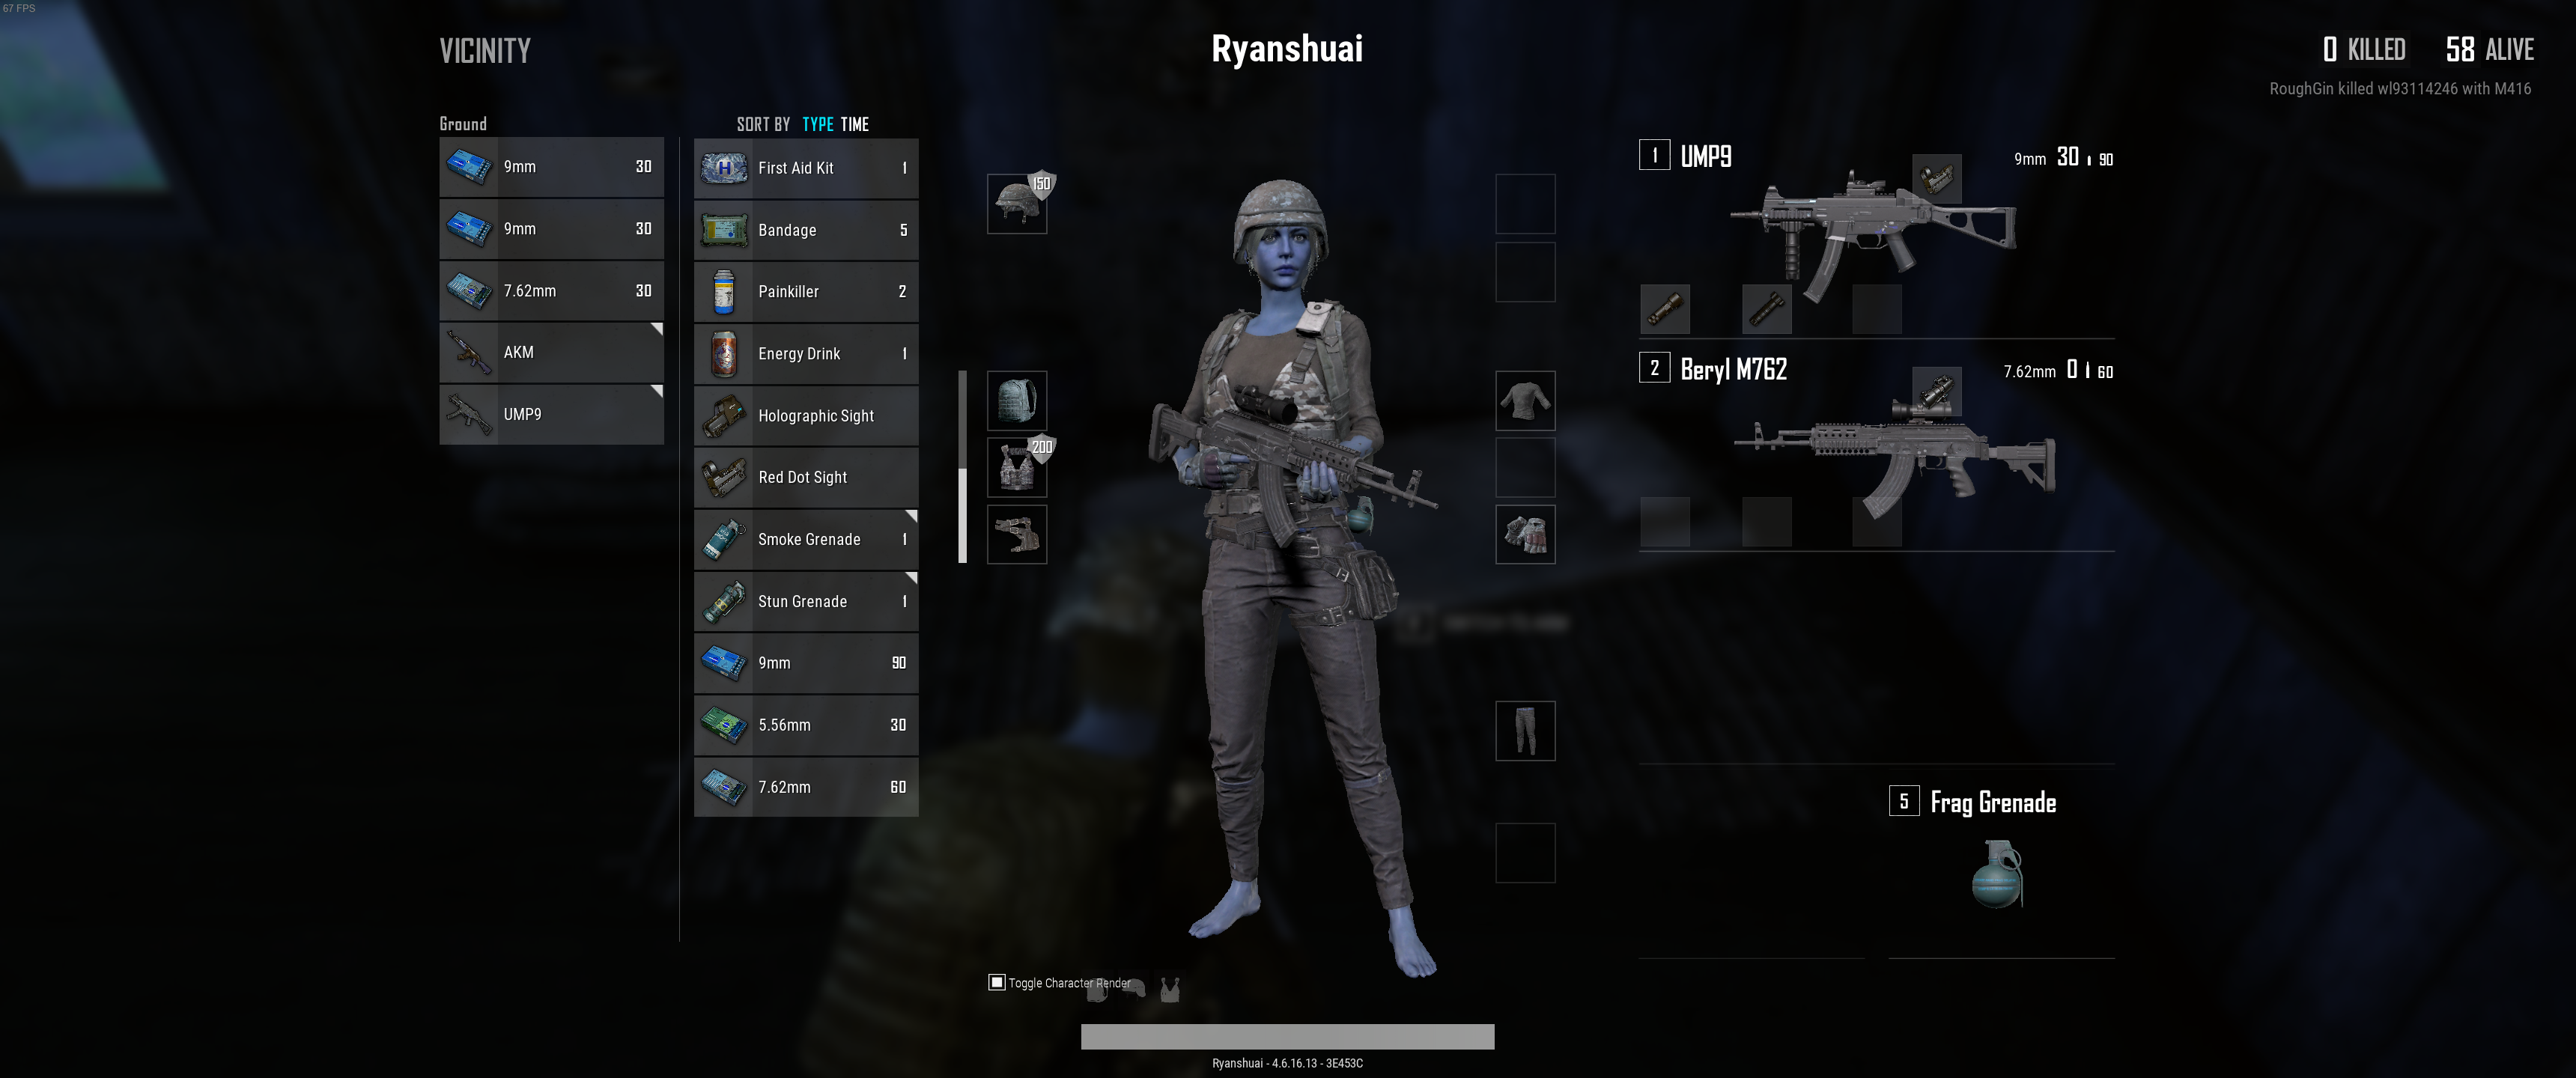 67 FPS
VICINITY
Ryanshuai
0 KILLED 58 ALIVE
RoughGin killed wl93114246 with M416
Ground
9mm 30
9mm 30
7.62mm 30
AKM
UMP9
SORT BY TYPE TIME
First Aid Kit 1
Bandage 5
Painkiller 2
Energy Drink 1
Holographic Sight
Red Dot Sight
Smoke Grenade 1
Stun Grenade 1
9mm 90
5.56mm 30
7.62mm 60
150
200
1 UMP9 9mm 30 90
2 Beryl M762 7.62mm 0 60
5 Frag Grenade
Toggle Character Render
Ryanshuai - 4.6.16.13 - 3E453C